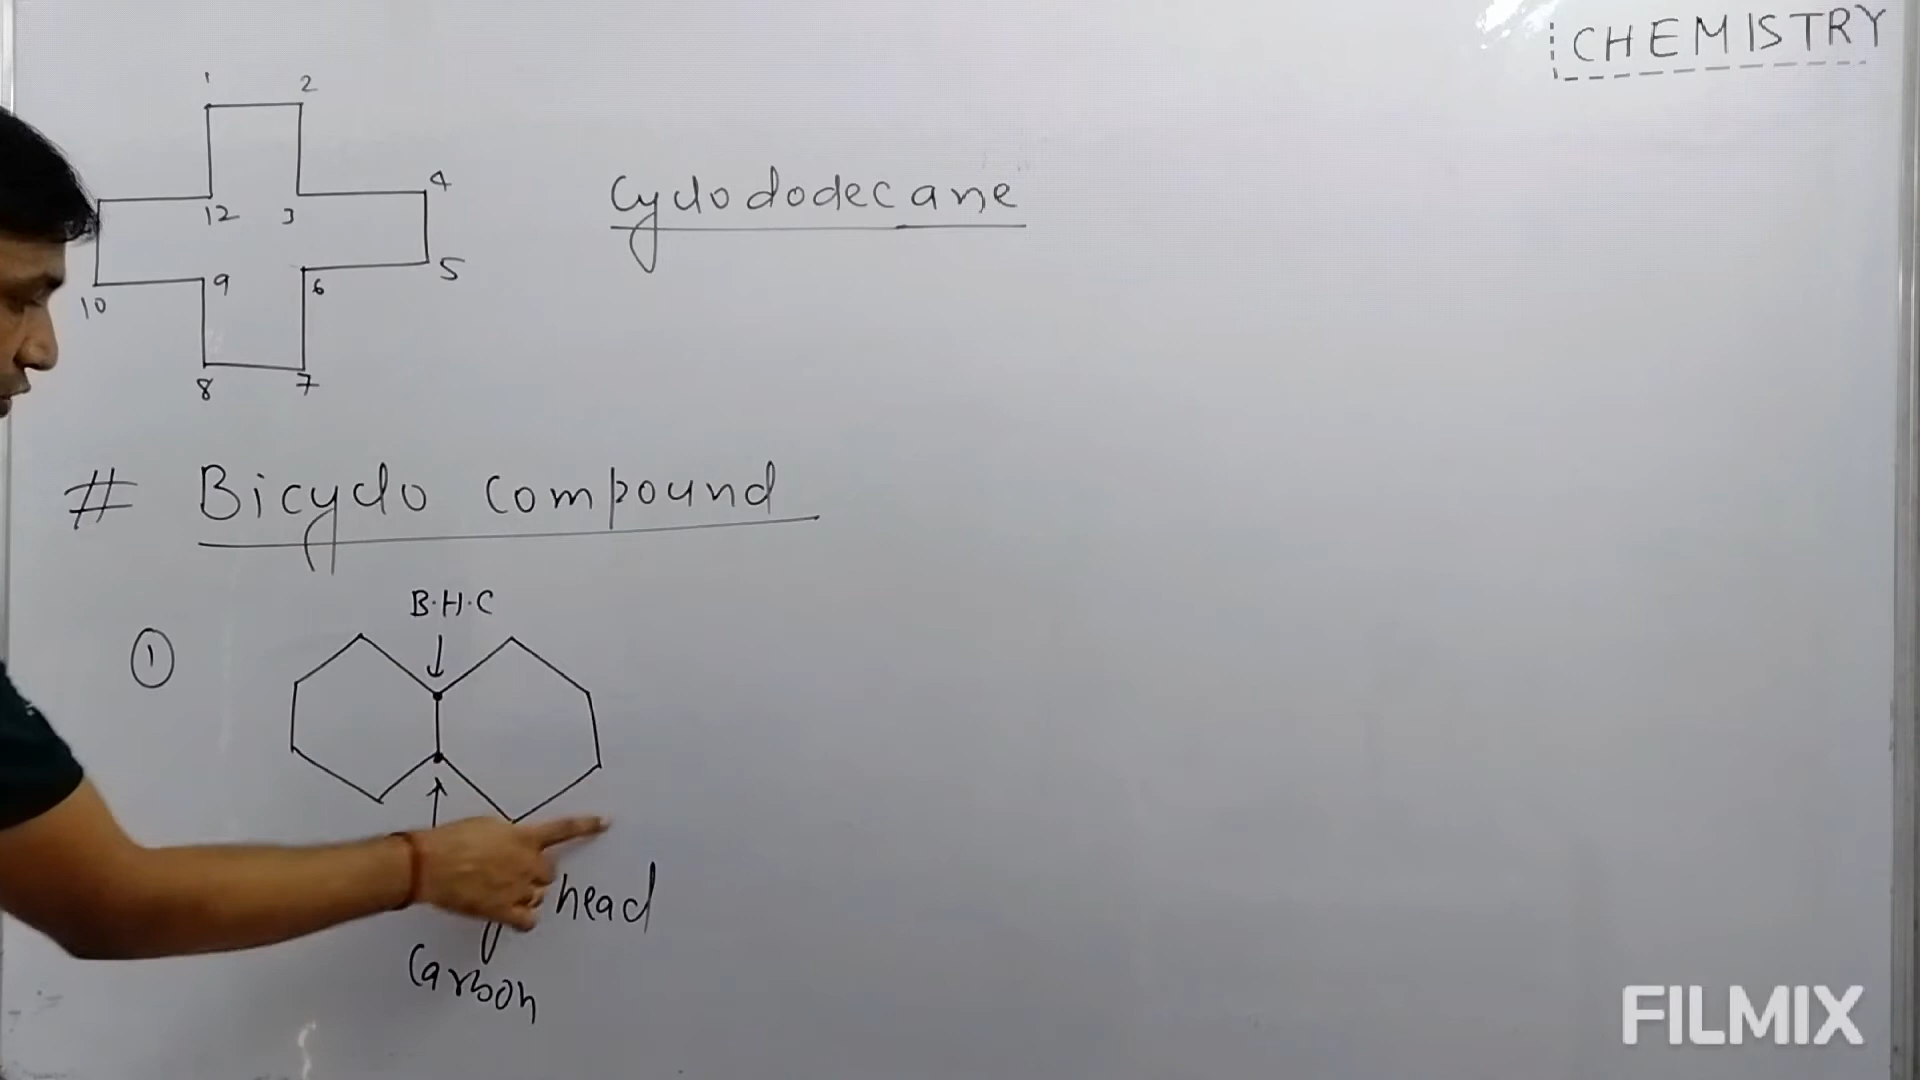 CHEMISTRY
1 2
4
12 3
Cyclododecane
9 6 5
10
8 7
# Bicyclo compound
B.H.C
1
head
Carbon
FILMIX